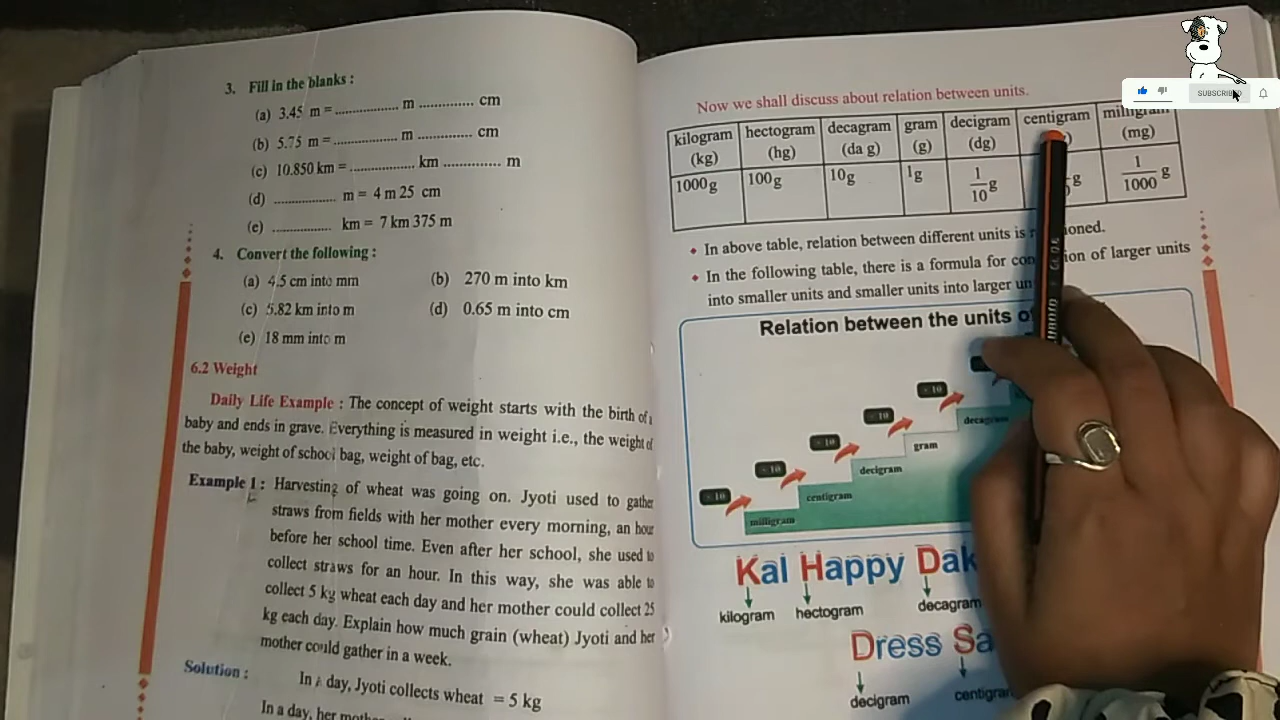 3. Fill in the blanks :
(a) 3.45 m = ................ m .............. cm
(b) 5.75 m = ................ m .............. cm
(c) 10.850 km = ................ km ............... m
(d) ................ m = 4 m 25 cm
(e) ............... km = 7 km 375 m
4. Convert the following :
(a) 4.5 cm into mm (b) 270 m into km
(c) 5.82 km into m (d) 0.65 m into cm
(e) 18 mm into m
6.2 Weight
Daily Life Example : The concept of weight starts with the birth of a
baby and ends in grave. Everything is measured in weight i.e., the weight of
the baby, weight of school bag, weight of bag, etc.
Example 1 : Harvesting of wheat was going on. Jyoti used to gather
straws from fields with her mother every morning, an hour
before her school time. Even after her school, she used to
collect straws for an hour. In this way, she was able to
collect 5 kg wheat each day and her mother could collect 25
kg each day. Explain how much grain (wheat) Jyoti and her
mother could gather in a week.
Solution : In a day, Jyoti collects wheat = 5 kg
In a day, her
Now we shall discuss about relation between units.
kilogram hectogram decagram gram decigram centigram milligram
(kg) (hg) (da g) (g) (dg) (mg)
1000g 100g 10g 1g 1/10 g g 1/1000 g
• In above table, relation between different units is
• In the following table, there is a formula for of larger units
into smaller units and smaller units into larger
Relation between the units
÷ 10
÷ 10
÷ 10
÷ 10
÷ 10
decagram
gram
decigram
centigram
milligram
Kal Happy Dak
kilogram hectogram decagram
Dress Sa
decigram centigram
SUBSCRIBED